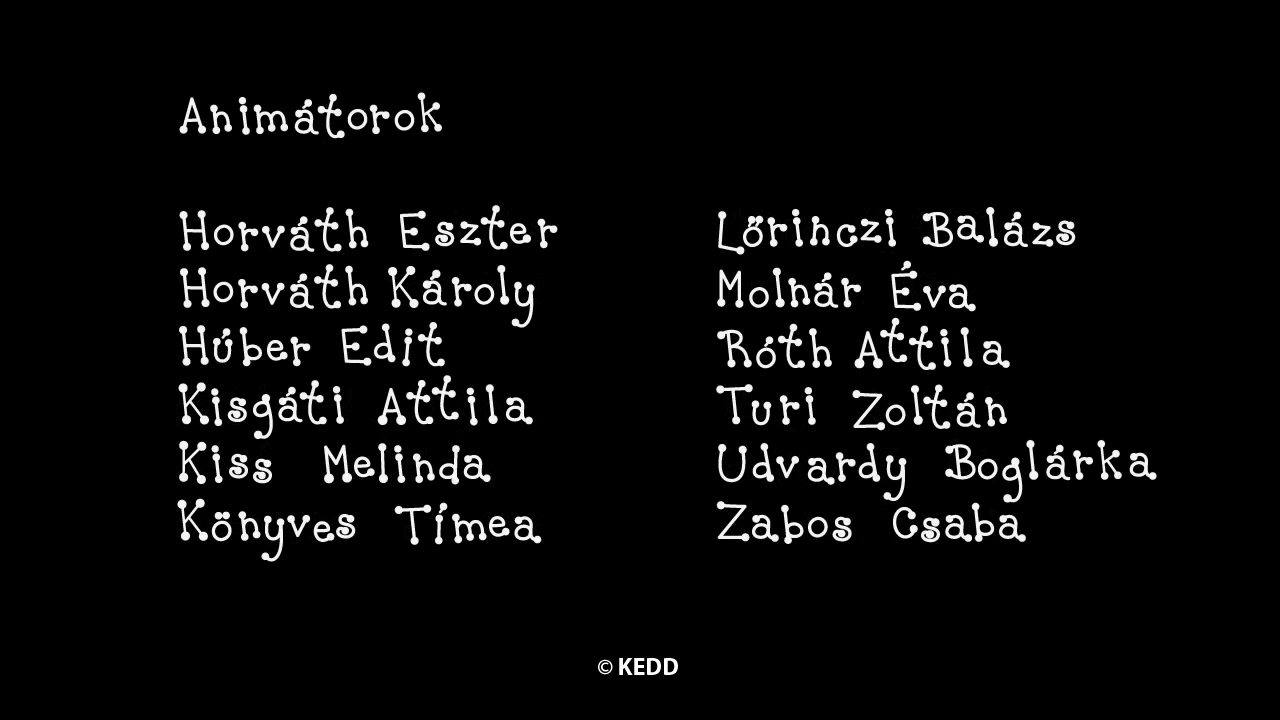 Animátorok
Horváth Eszter
Horváth Károly
Húber Edit
Kisgáti Attila
Kiss Melinda
Könyves Tímea
Lőrinczi Balázs
Molnár Éva
Róth Attila
Turi Zoltán
Udvardy Boglárka
Zabos Csaba
© KEDD